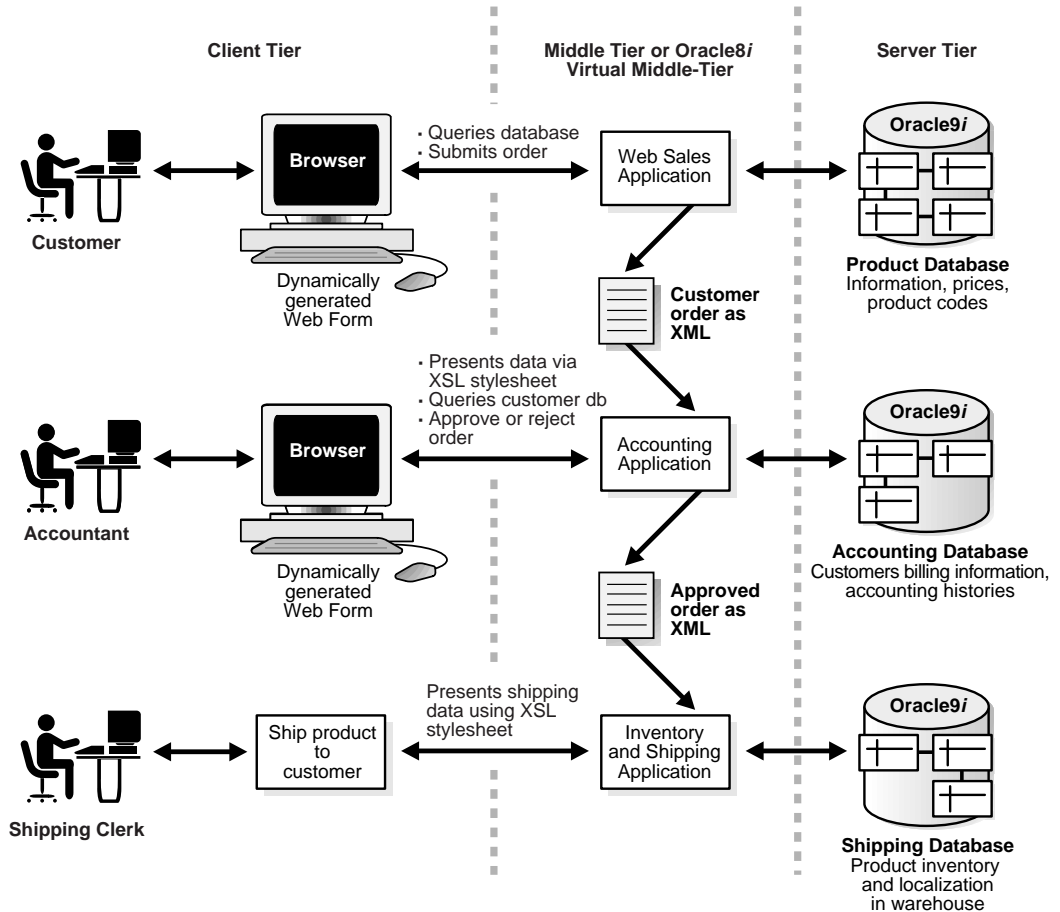 Client Tier
Middle Tier or Oracle8i
Virtual Middle-Tier
Server Tier
Customer
Browser
Dynamically
generated
Web Form
· Queries database
· Submits order
Web Sales
Application
Oracle9i
Product Database
Information, prices,
product codes
Customer
order as
XML
Accountant
Browser
Dynamically
generated
Web Form
· Presents data via
XSL stylesheet
· Queries customer db
· Approve or reject
order
Accounting
Application
Oracle9i
Accounting Database
Customers billing information,
accounting histories
Approved
order as
XML
Shipping Clerk
Ship product
to
customer
Presents shipping
data using XSL
stylesheet
Inventory
and Shipping
Application
Oracle9i
Shipping Database
Product inventory
and localization
in warehouse